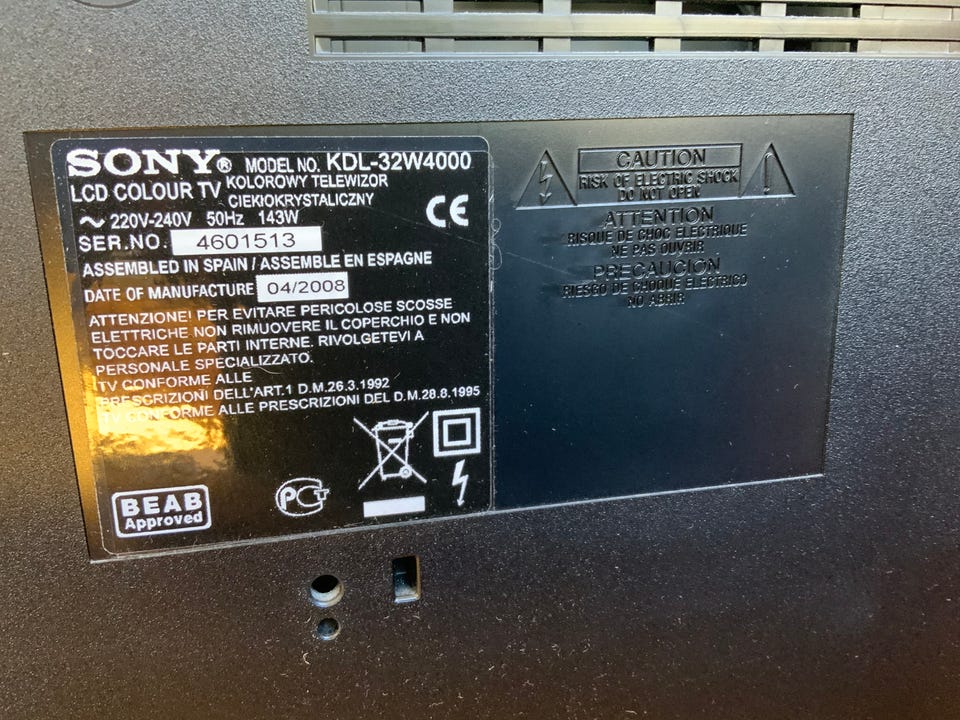 SONY® MODEL NO. KDL-32W4000
LCD COLOUR TV KOLOROWY TELEWIZOR
CIEKŁOKRYSTALICZNY
~ 220V-240V 50Hz 143W
CE
SER.NO. 4601513
ASSEMBLED IN SPAIN / ASSEMBLE EN ESPAGNE
DATE OF MANUFACTURE 04/2008
ATTENZIONE! PER EVITARE PERICOLOSE SCOSSE
ELETTRICHE NON RIMUOVERE IL COPERCHIO E NON
TOCCARE LE PARTI INTERNE. RIVOLGETEVI A
PERSONALE SPECIALIZZATO.
TV CONFORME ALLE
PRESCRIZIONI DELL'ART.1 D.M.26.3.1992
TV CONFORME ALLE PRESCRIZIONI DEL D.M.28.8.1995
BEAB
Approved
PCT
CAUTION
RISK OF ELECTRIC SHOCK
DO NOT OPEN
ATTENTION
RISQUE DE CHOC ELECTRIQUE
NE PAS OUVRIR
PRECAUCION
RIESGO DE CHOQUE ELECTRICO
NO ABRIR